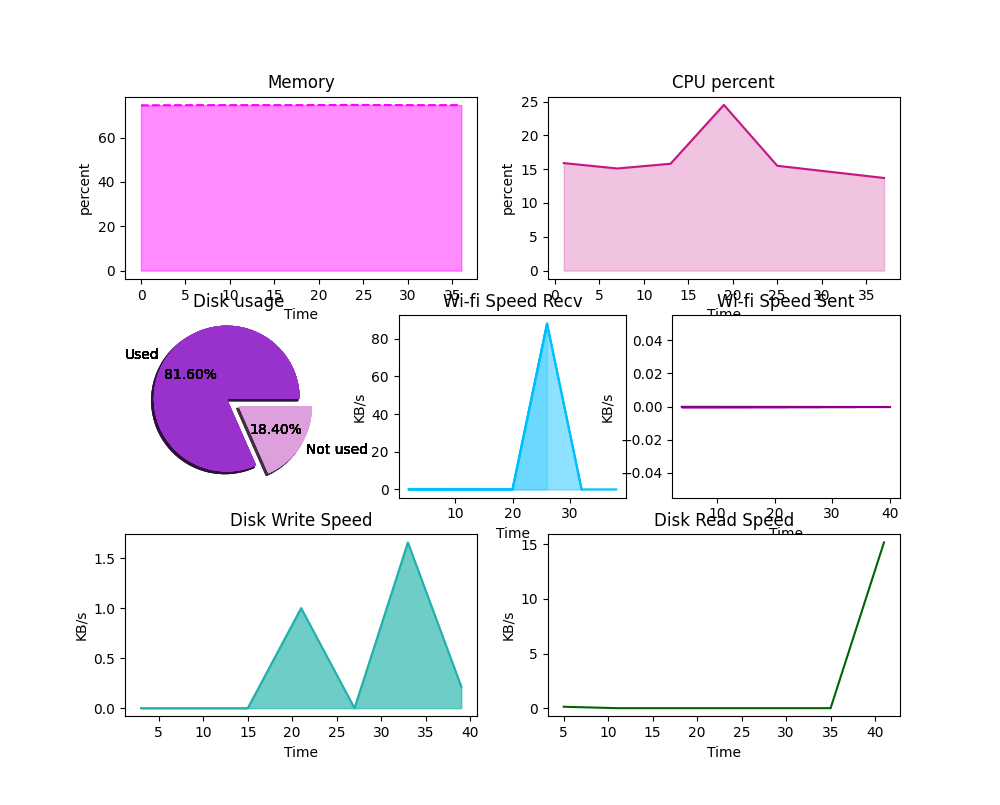 Memory
percent
60
40
20
0
0 5 10 15 20 25 30 35
Time
CPU percent
percent
25
20
15
10
5
0
0 5 10 15 20 25 30 35
Time
Disk usage
Used
81.60%
18.40%
Not used
Wi-fi Speed Recv
KB/s
80
60
40
20
0
10 20 30
Time
Wi-fi Speed Sent
KB/s
0.04
0.02
0.00
−0.02
−0.04
10 20 30 40
Time
Disk Write Speed
KB/s
1.5
1.0
0.5
0.0
5 10 15 20 25 30 35 40
Time
Disk Read Speed
KB/s
15
10
5
0
5 10 15 20 25 30 35 40
Time